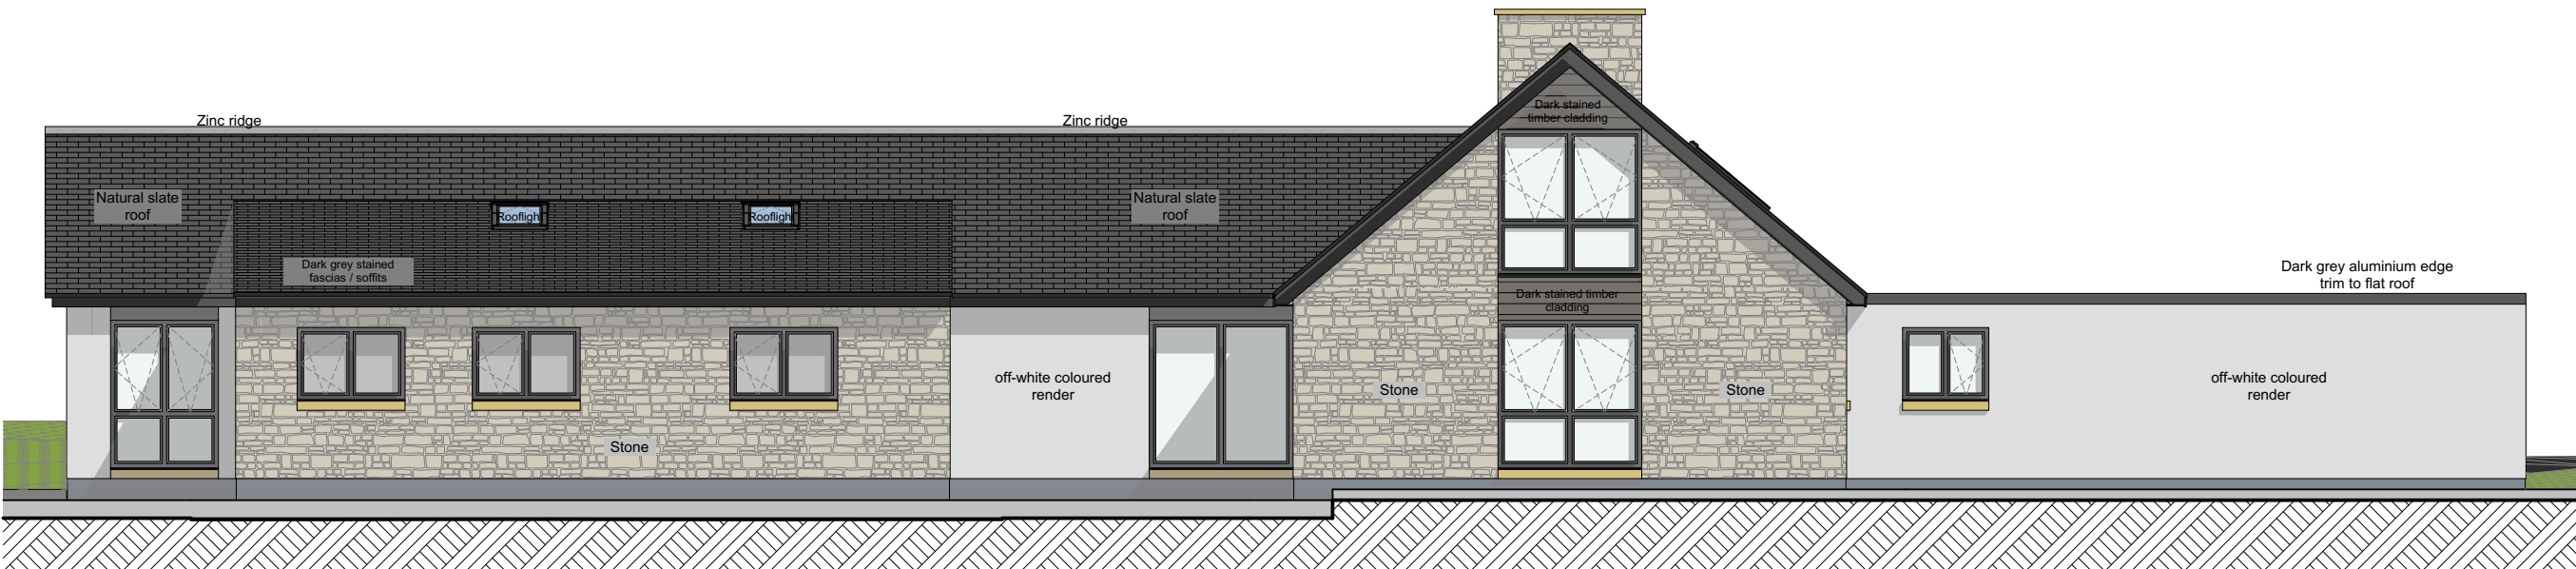 Zinc ridge
Zinc ridge
Dark stained
timber cladding
Natural slate
roof
Rooflight
Rooflight
Natural slate
roof
Dark grey stained
fascias / soffits
Dark grey aluminium edge
trim to flat roof
Dark stained timber
cladding
off-white coloured
render
Stone
Stone
off-white coloured
render
Stone